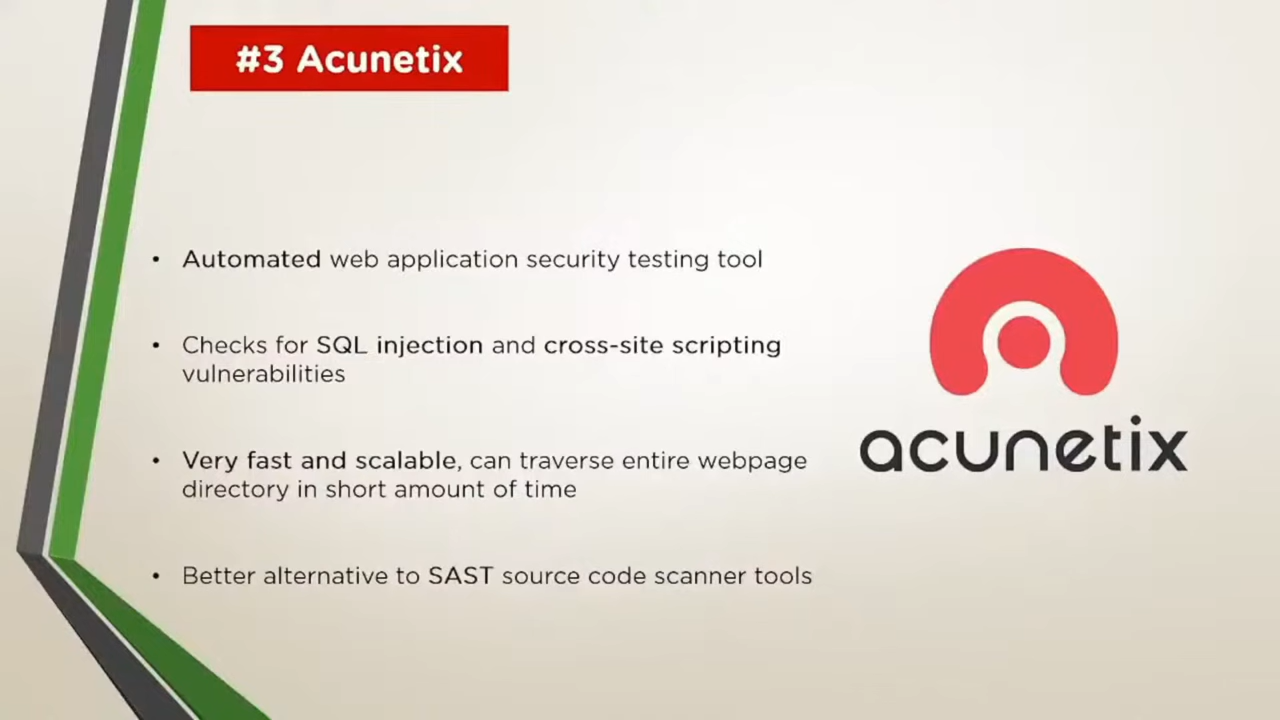 #3 Acunetix
• Automated web application security testing tool
• Checks for SQL injection and cross-site scripting
vulnerabilities
• Very fast and scalable, can traverse entire webpage
directory in short amount of time
• Better alternative to SAST source code scanner tools
acunetix